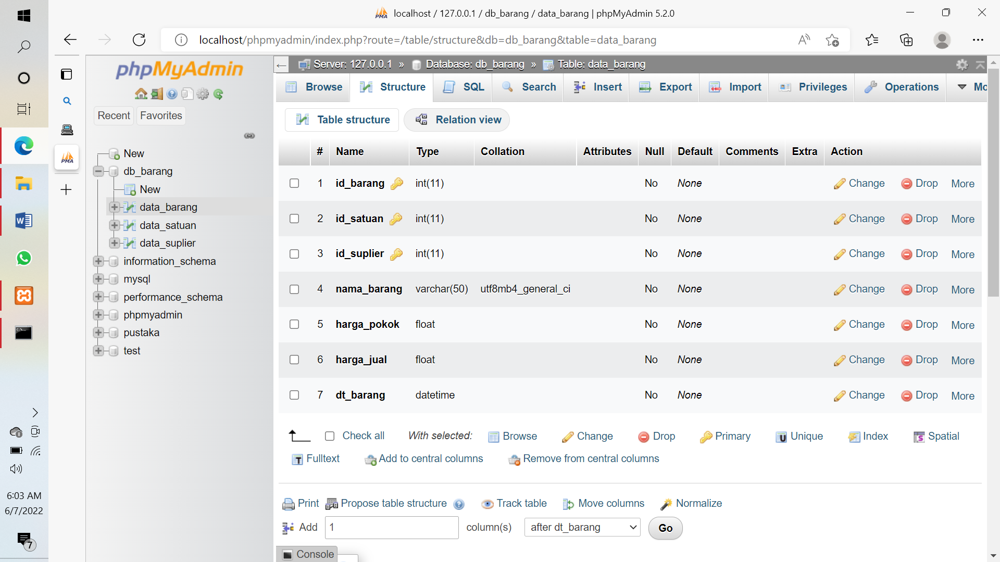 localhost / 127.0.0.1 / db_barang / data_barang | phpMyAdmin 5.2.0
localhost/phpmyadmin/index.php?route=/table/structure&db=db_barang&table=data_barang
phpMyAdmin
Recent Favorites
New
db_barang
New
data_barang
data_satuan
data_suplier
information_schema
mysql
performance_schema
phpmyadmin
pustaka
test
Server: 127.0.0.1 » Database: db_barang » Table: data_barang
Browse Structure SQL Search Insert Export Import Privileges Operations Mo
Table structure Relation view
# Name Type Collation Attributes Null Default Comments Extra Action
1 id_barang int(11) No None Change Drop More
2 id_satuan int(11) No None Change Drop More
3 id_suplier int(11) No None Change Drop More
4 nama_barang varchar(50) utf8mb4_general_ci No None Change Drop More
5 harga_pokok float No None Change Drop More
6 harga_jual float No None Change Drop More
7 dt_barang datetime No None Change Drop More
Check all With selected: Browse Change Drop Primary Unique Index Spatial
Fulltext Add to central columns Remove from central columns
Print Propose table structure Track table Move columns Normalize
Add 1 column(s) after dt_barang Go
Console
PMA
PMA
6:03 AM
6/7/2022
7